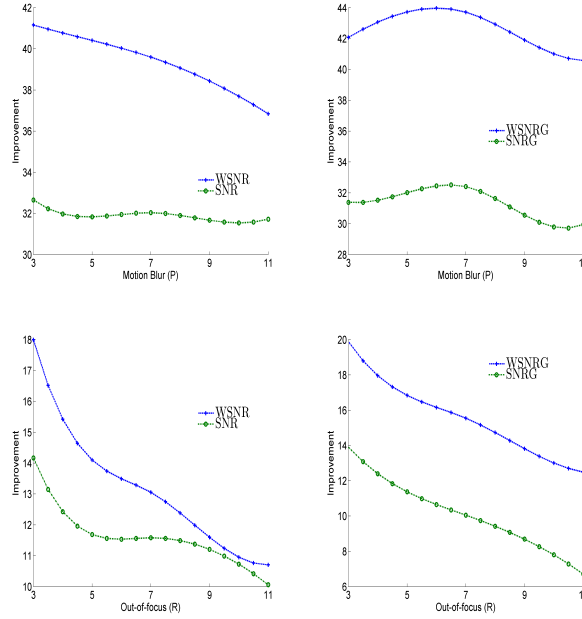 42
40
38
36
34
32
30
Improvement
WSNR
SNR
3 5 7 9 11
Motion Blur (P)
44
42
40
38
36
34
32
30
28
Improvement
WSNRG
SNRG
3 5 7 9
Motion Blur (P)
18
17
16
15
14
13
12
11
10
Improvement
WSNR
SNR
3 5 7 9 11
Out-of-focus (R)
20
18
16
14
12
10
8
6
Improvement
WSNRG
SNRG
3 5 7 9
Out-of-focus (R)